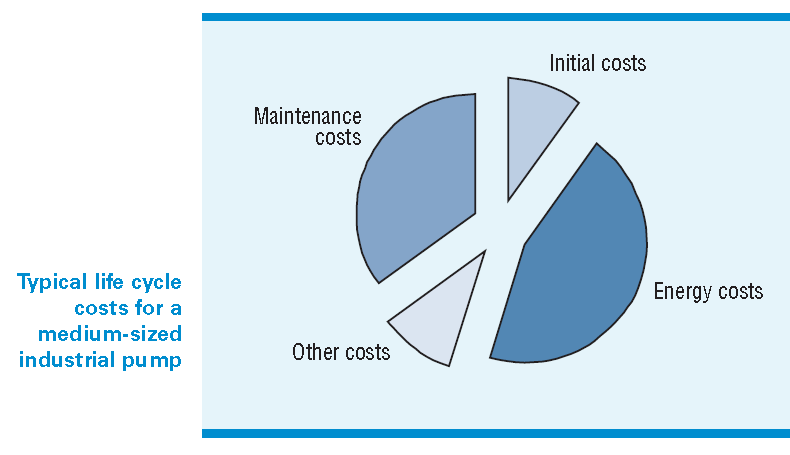 Typical life cycle
costs for a
medium-sized
industrial pump
Initial costs
Maintenance
costs
Energy costs
Other costs